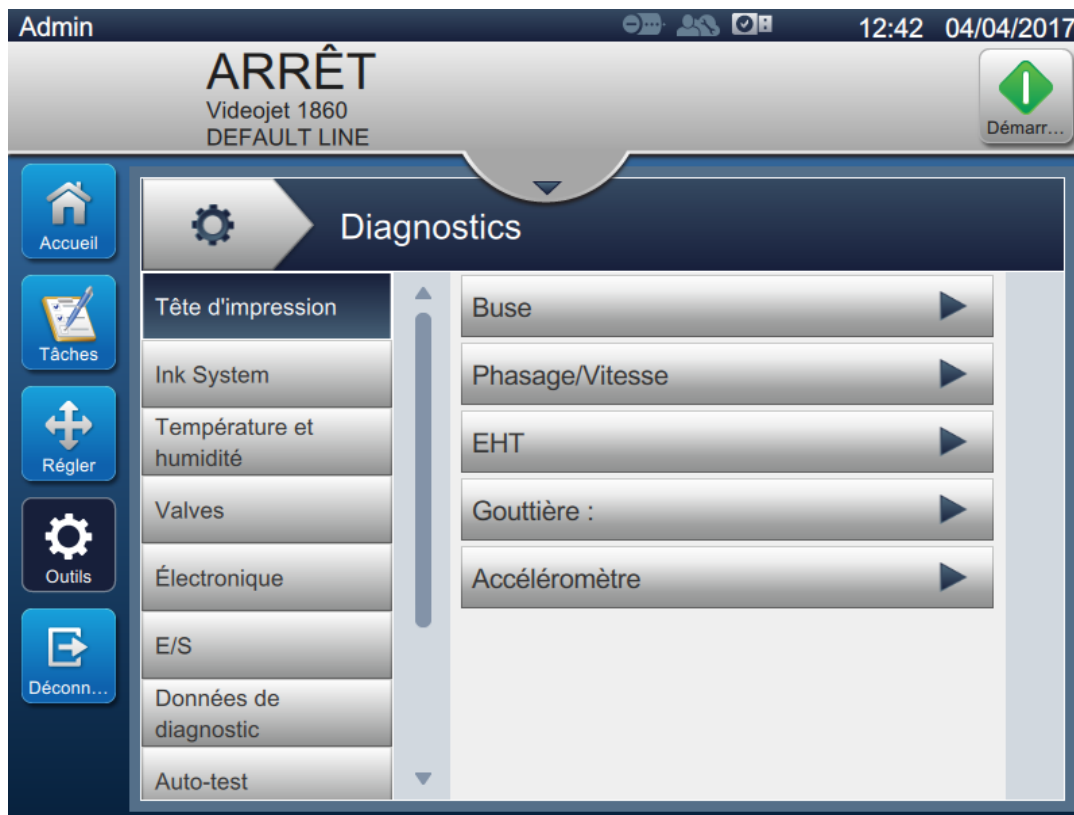 Admin
12:42 04/04/2017
ARRÊT
Videojet 1860
DEFAULT LINE
Démarr...
Accueil
Tâches
Régler
Outils
Déconn...
Diagnostics
Tête d'impression
Ink System
Température et
humidité
Valves
Électronique
E/S
Données de
diagnostic
Auto-test
Buse
Phasage/Vitesse
EHT
Gouttière :
Accéléromètre